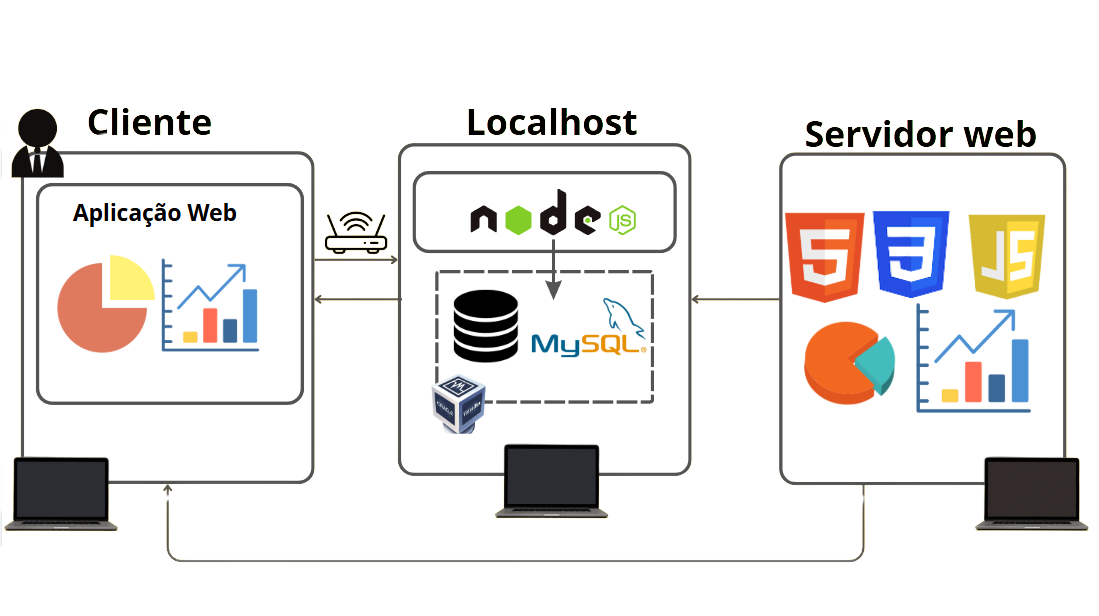 Cliente
Localhost
Servidor web
Aplicação Web
node
JS
5
3
JS
MySQL